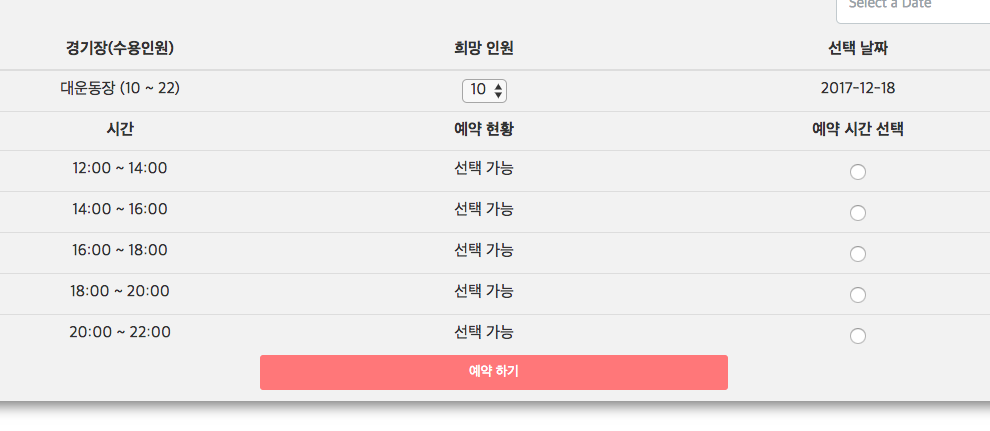 Select a Date
경기장(수용인원) 희망 인원 선택 날짜
대운동장 (10 ~ 22) 10 2017-12-18
시간 예약 현황 예약 시간 선택
12:00 ~ 14:00 선택 가능
14:00 ~ 16:00 선택 가능
16:00 ~ 18:00 선택 가능
18:00 ~ 20:00 선택 가능
20:00 ~ 22:00 선택 가능
예약 하기